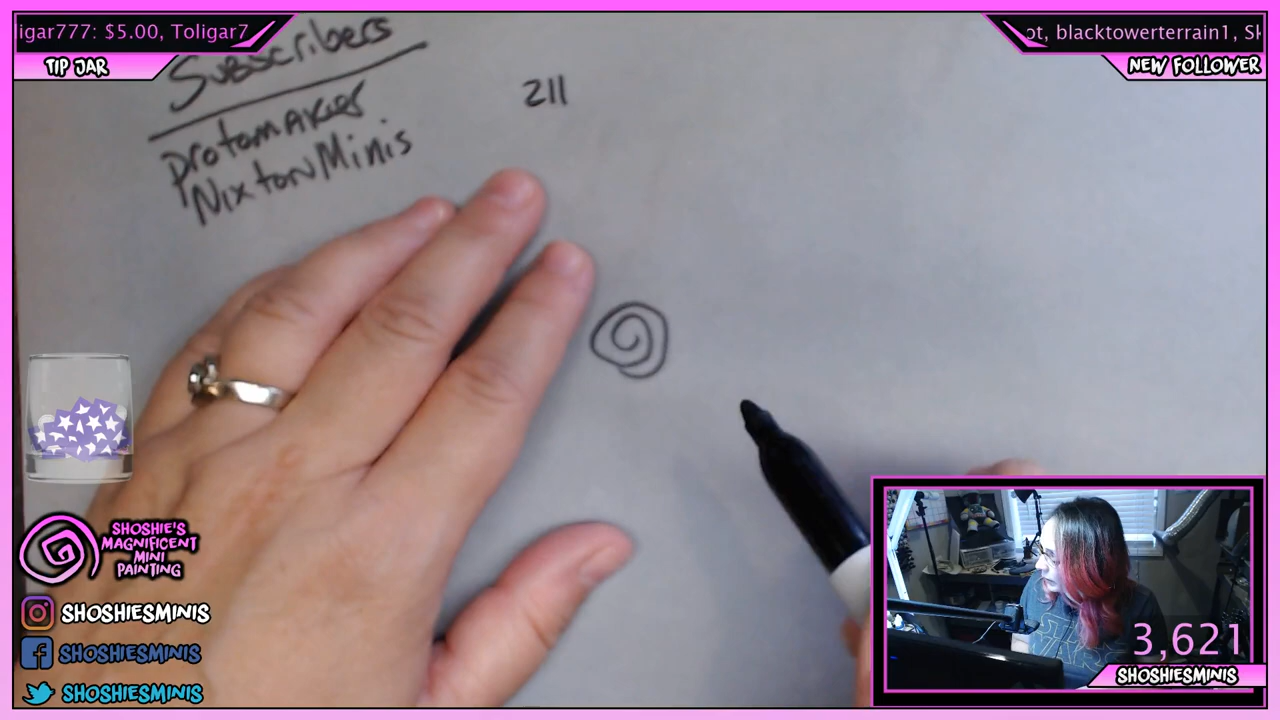 igar777: $5.00, Toligar7
TIP JAR
ot, blacktowerterrain1, Sk
NEW FOLLOWER
Subscribers
protomaker
NixtonMinis
211
SHOSHIE'S
MAGNIFICENT
MINI
PAINTING
SHOSHIESMINIS
SHOSHIESMINIS
SHOSHIESMINIS
3,621
SHOSHIESMINIS